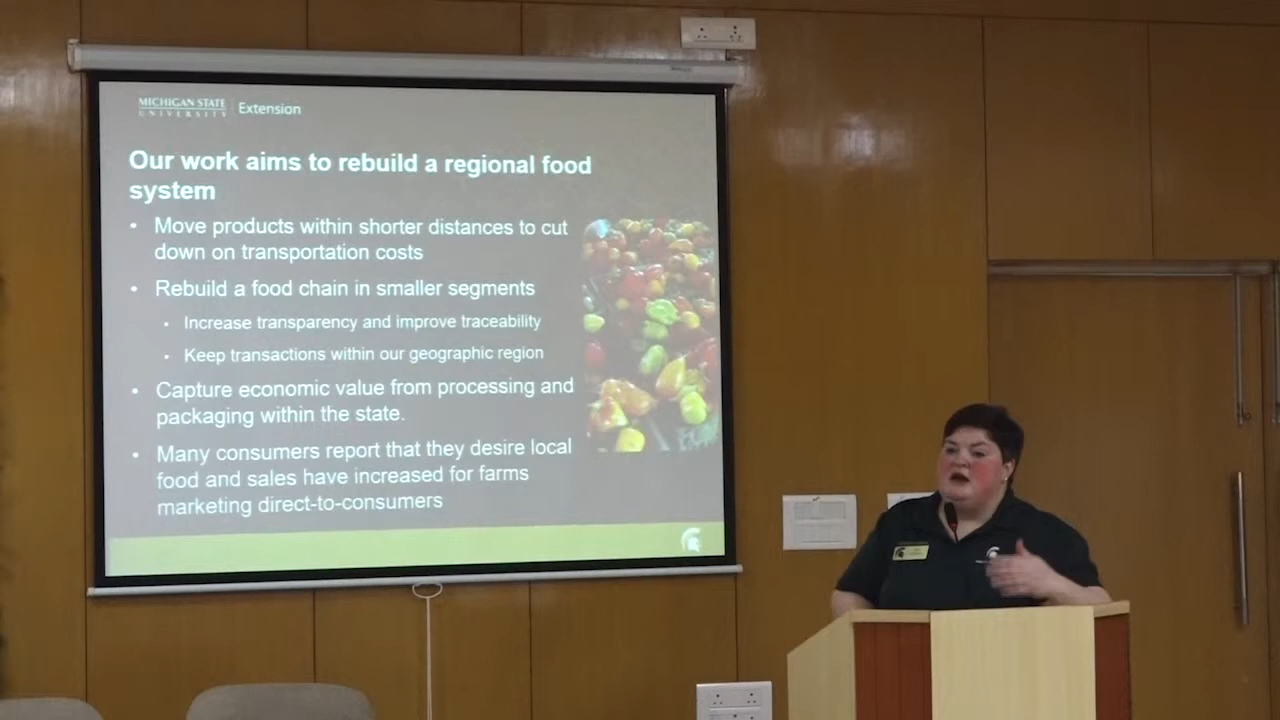 MICHIGAN STATE
UNIVERSITY
Extension
Our work aims to rebuild a regional food
system
• Move products within shorter distances to cut
down on transportation costs
• Rebuild a food chain in smaller segments
• Increase transparency and improve traceability
• Keep transactions within our geographic region
• Capture economic value from processing and
packaging within the state.
• Many consumers report that they desire local
food and sales have increased for farms
marketing direct-to-consumers